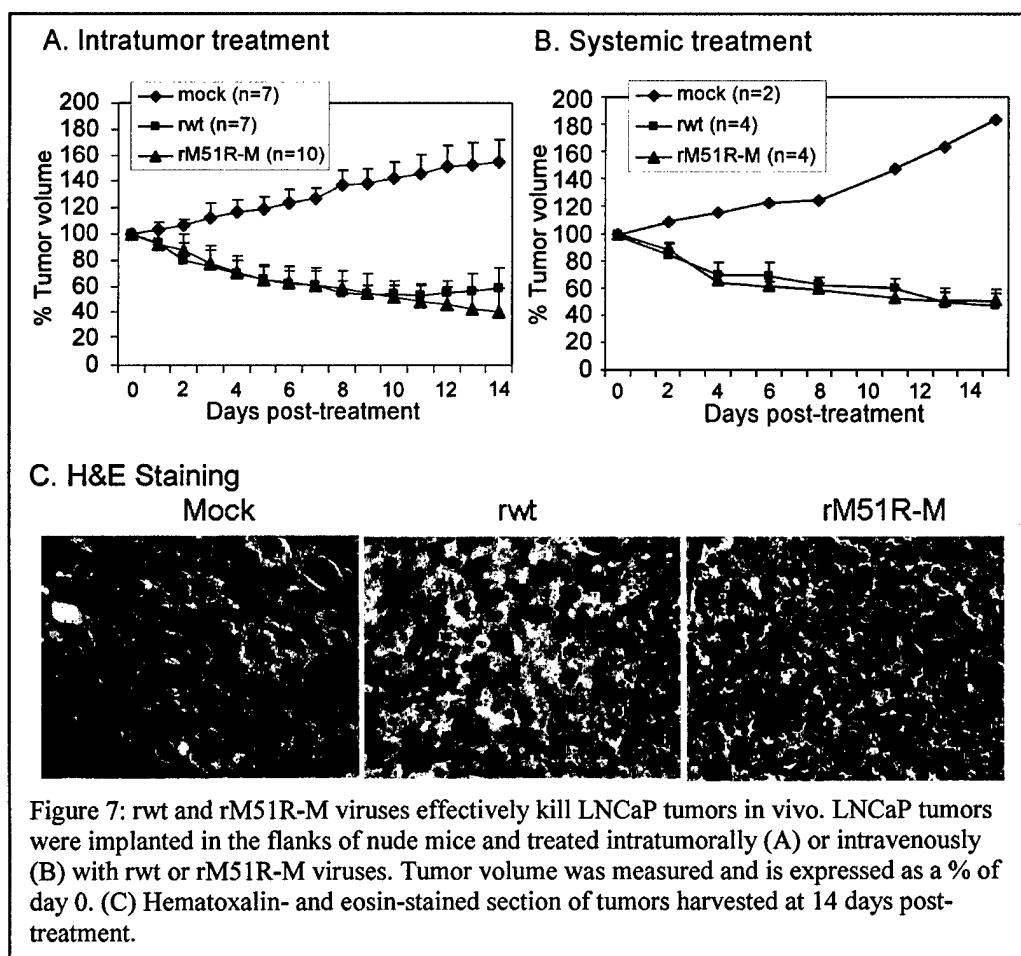 A. Intratumor treatment
mock (n=7)
rwt (n=7)
rM51R-M (n=10)
% Tumor volume
200
180
160
140
120
100
80
60
40
20
0
0 2 4 6 8 10 12 14
Days post-treatment
B. Systemic treatment
mock (n=2)
rwt (n=4)
rM51R-M (n=4)
% Tumor volume
200
180
160
140
120
100
80
60
40
20
0
0 2 4 6 8 10 12 14
Days post-treatment
C. H&E Staining
Mock rwt rM51R-M
Figure 7: rwt and rM51R-M viruses effectively kill LNCaP tumors in vivo. LNCaP tumors
were implanted in the flanks of nude mice and treated intratumorally (A) or intravenously
(B) with rwt or rM51R-M viruses. Tumor volume was measured and is expressed as a % of
day 0. (C) Hematoxalin- and eosin-stained section of tumors harvested at 14 days post-
treatment.